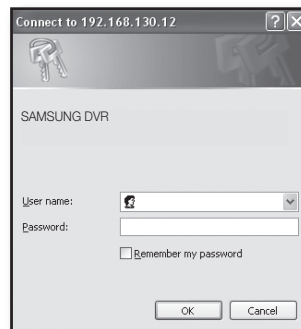 Connect to 192.168.130.12
SAMSUNG DVR
User name:
Password:
Remember my password
OK Cancel